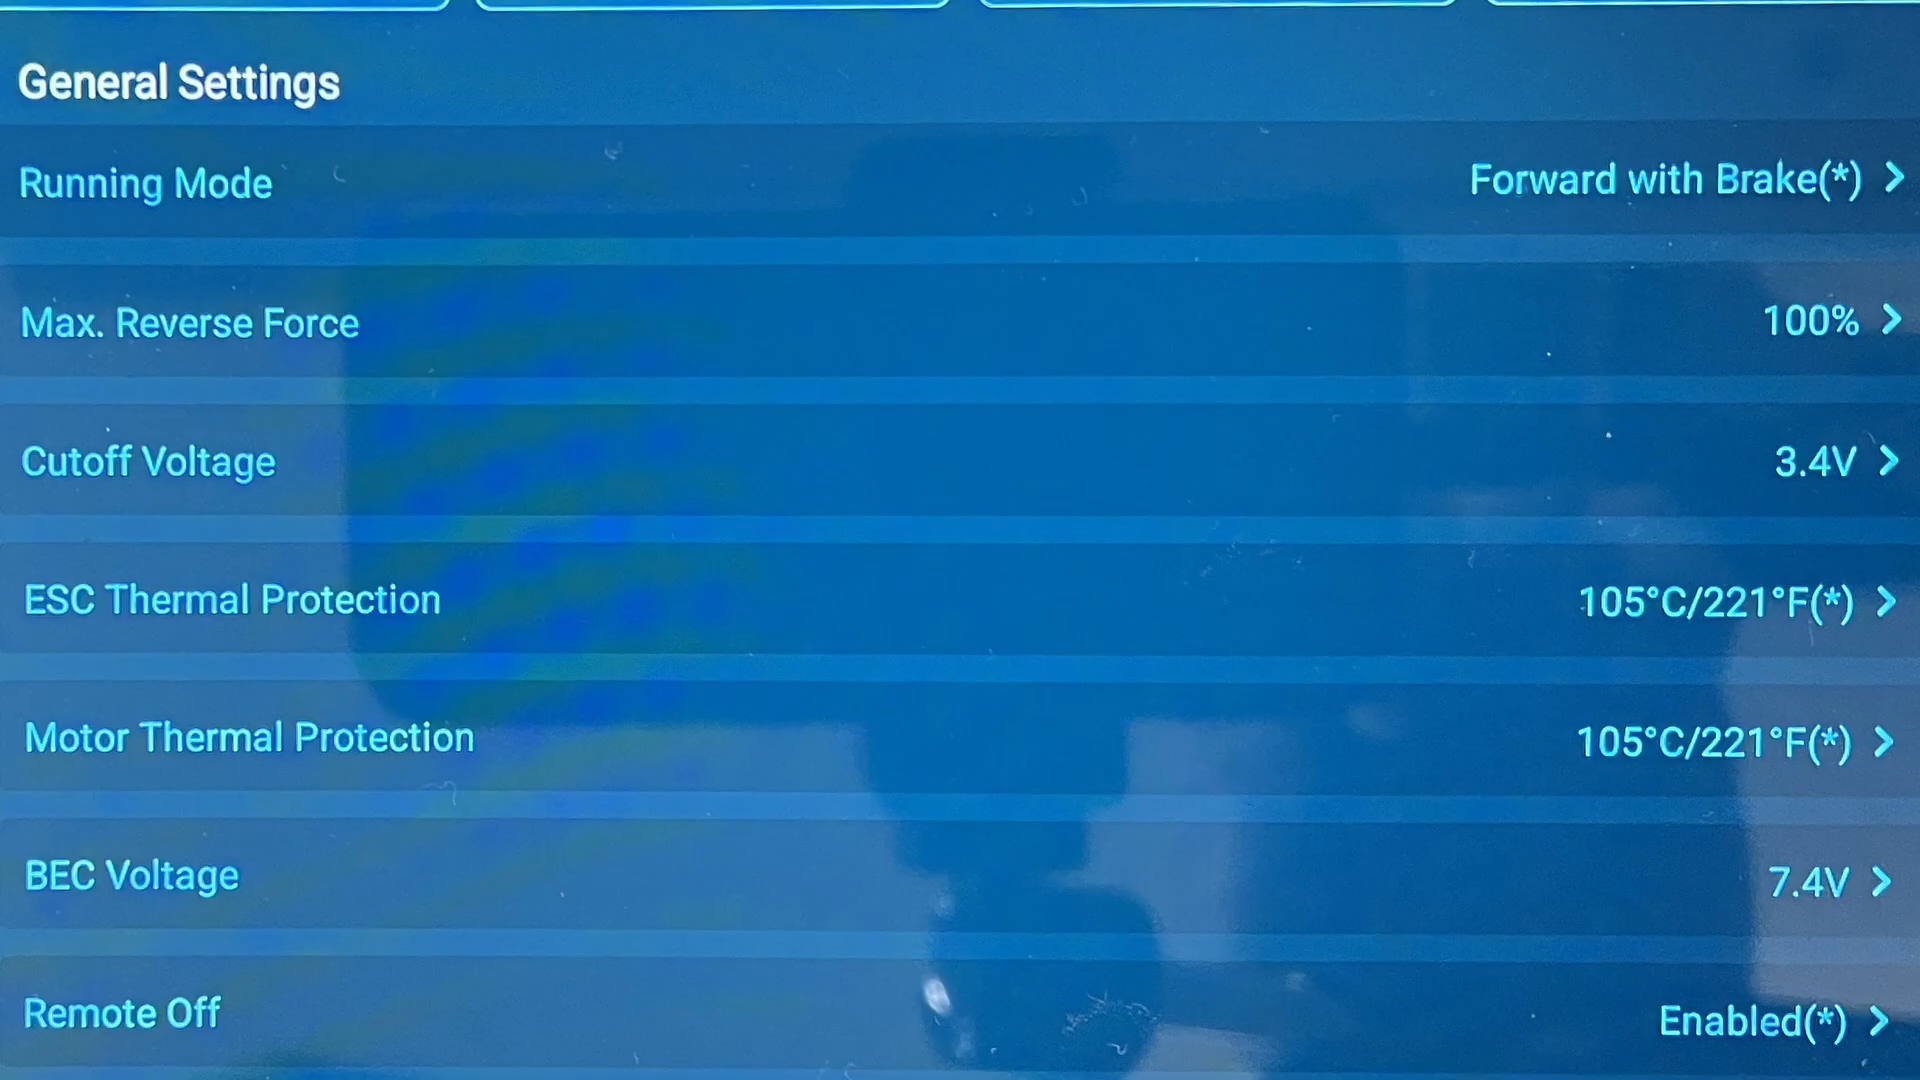 General Settings
Running Mode Forward with Brake(*)
Max. Reverse Force 100%
Cutoff Voltage 3.4V
ESC Thermal Protection 105°C/221°F(*)
Motor Thermal Protection 105°C/221°F(*)
BEC Voltage 7.4V
Remote Off Enabled(*)